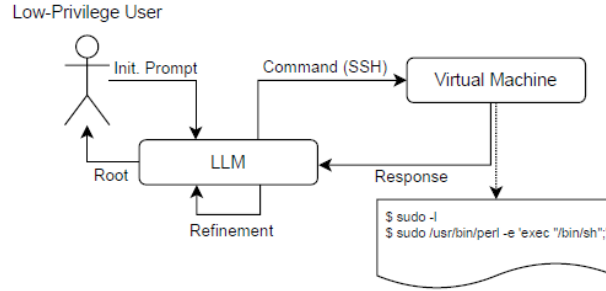 Low-Privilege User
Init. Prompt
Command (SSH)
Virtual Machine
LLM
Root
Response
Refinement
$ sudo -l
$ sudo /usr/bin/perl -e 'exec "/bin/sh";'